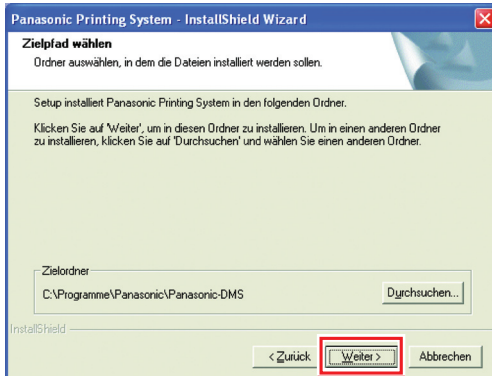 Panasonic Printing System - InstallShield Wizard
Zielpfad wählen
Ordner auswählen, in dem die Dateien installiert werden sollen.
Setup installiert Panasonic Printing System in den folgenden Ordner.
Klicken Sie auf 'Weiter', um in diesen Ordner zu installieren. Um in einen anderen Ordner
zu installieren, klicken Sie auf 'Durchsuchen' und wählen Sie einen anderen Ordner.
Zielordner
C:\Programme\Panasonic\Panasonic-DMS
Durchsuchen...
InstallShield
< Zurück Weiter > Abbrechen